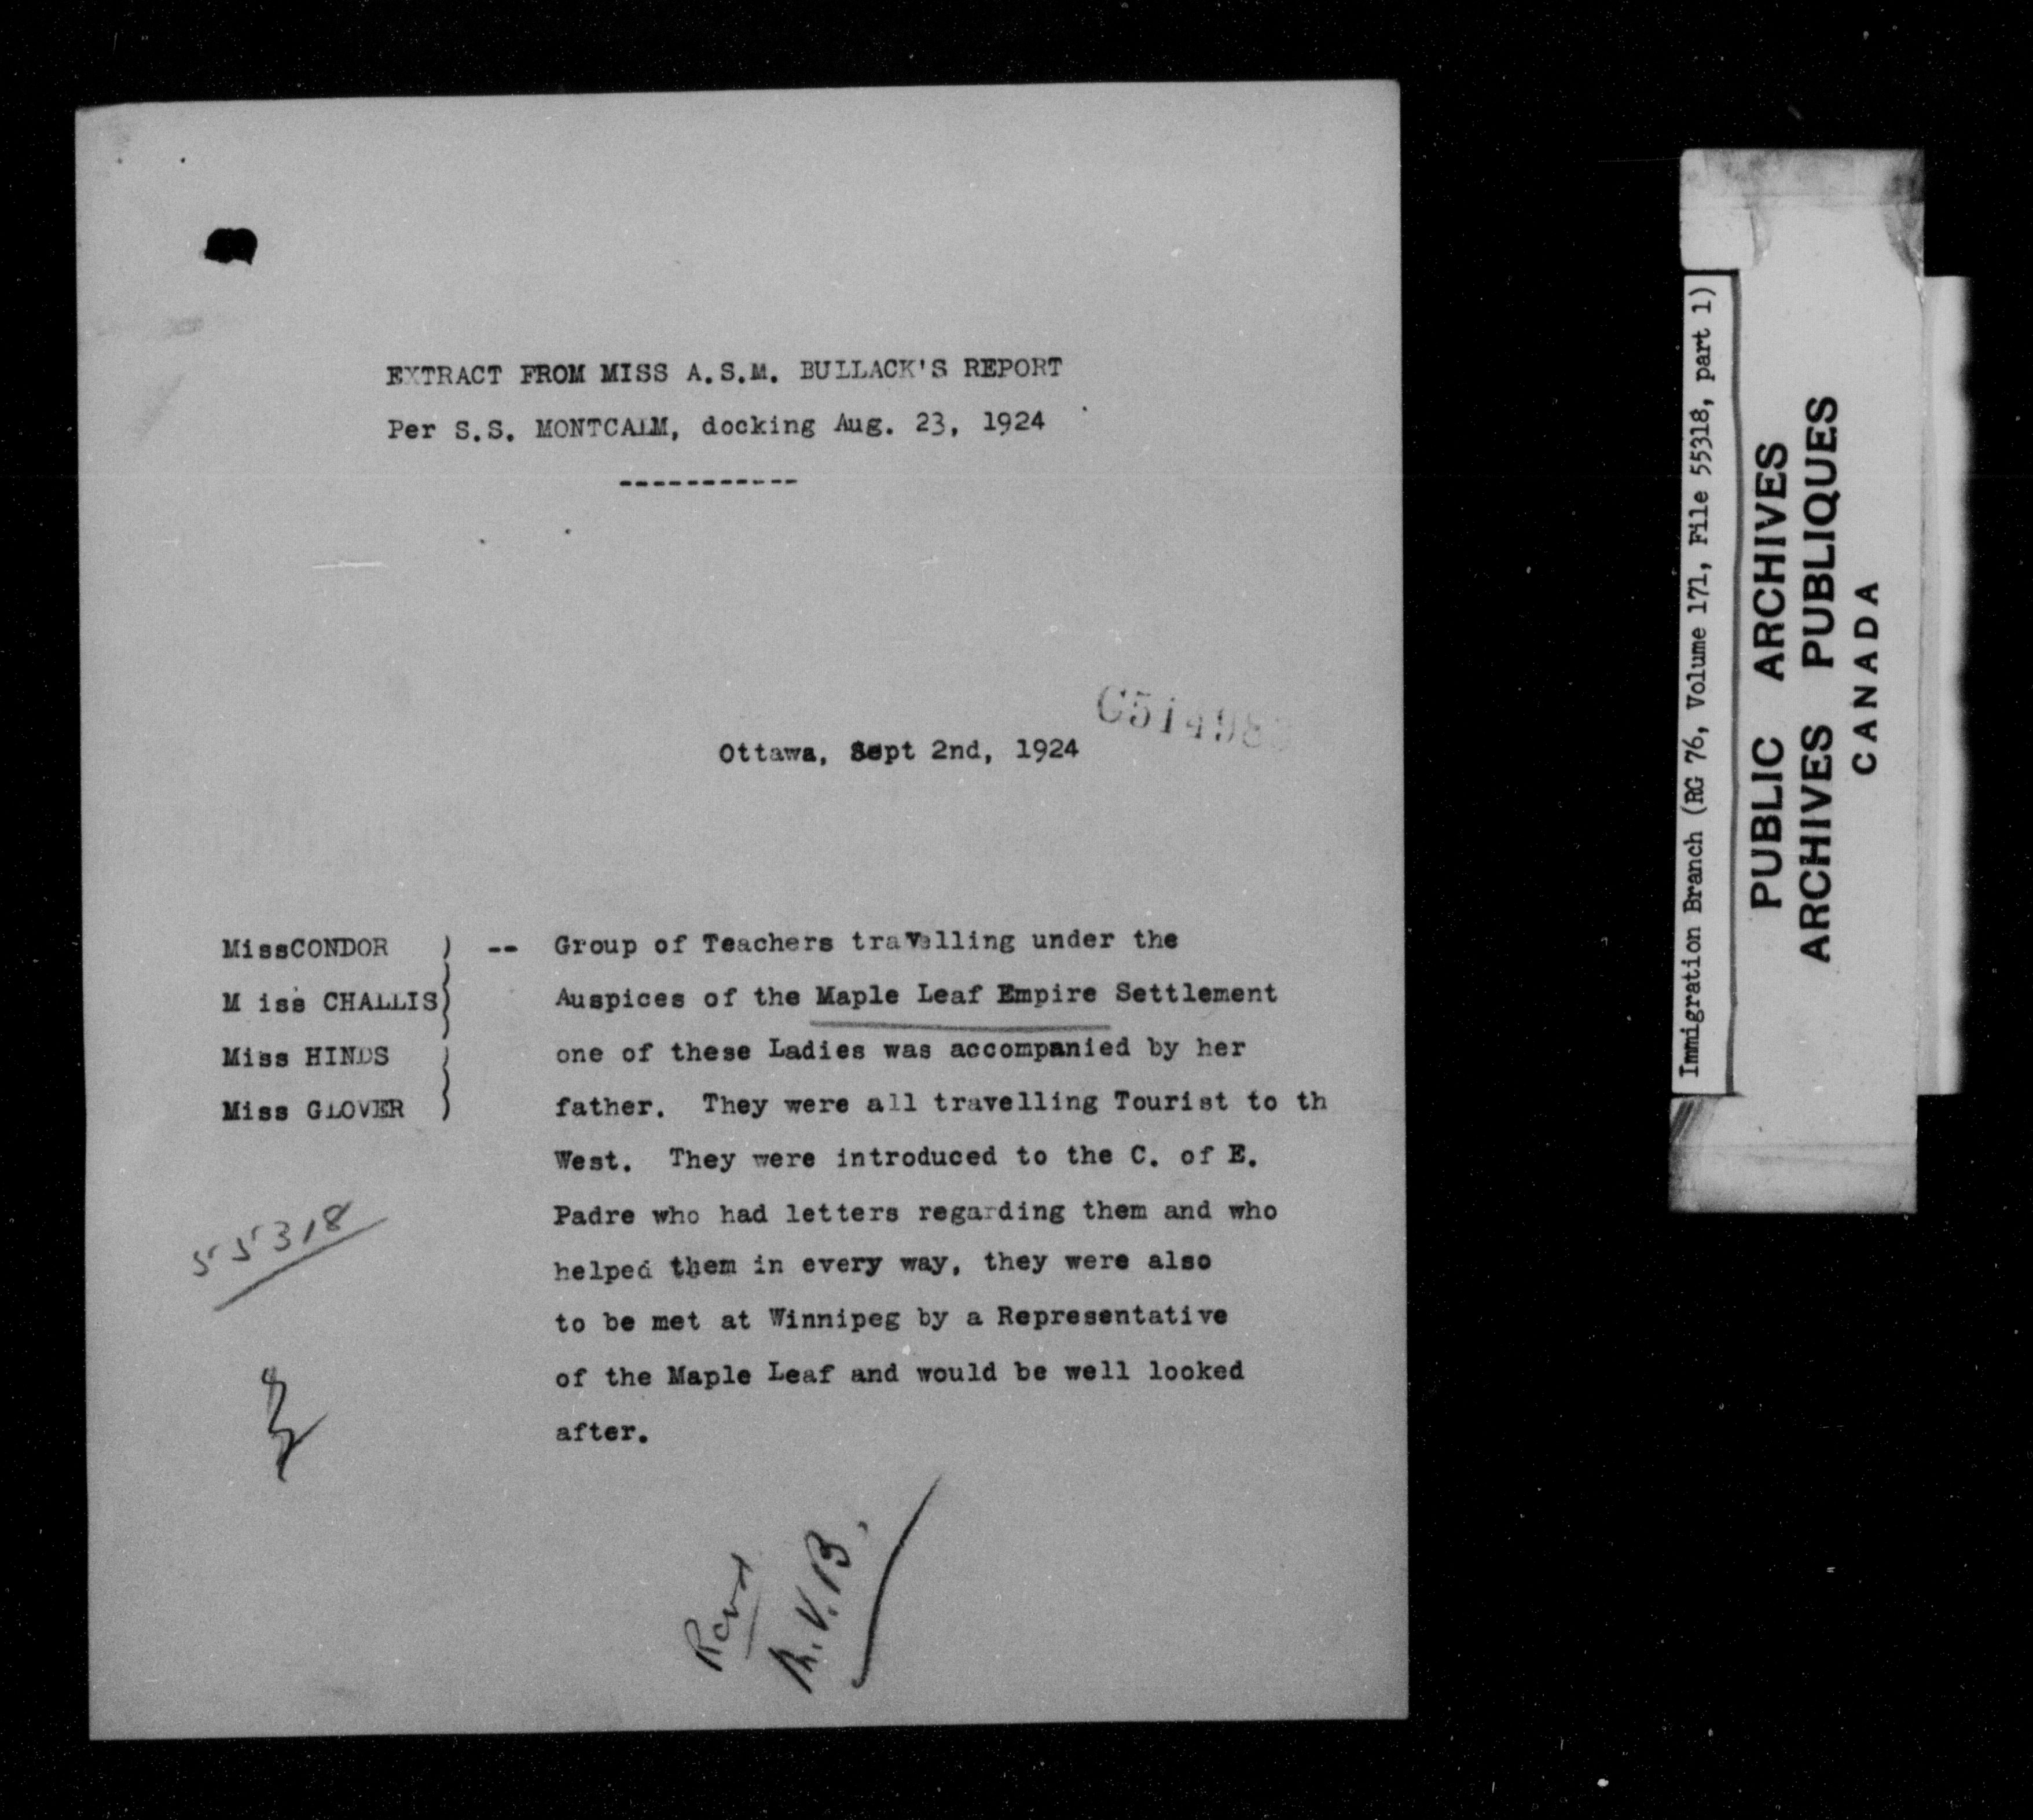 EXTRACT FROM MISS A.S.M. BULLACK'S REPORT
Per S.S. MONTCALM, docking Aug. 23, 1924
-----------
Ottawa, Sept 2nd, 1924
MissCONDOR ) -- Group of Teachers travelling under the
M iss CHALLIS) Auspices of the Maple Leaf Empire Settlement
Miss HINDS ) one of these Ladies was accompanied by her
Miss GLOVER ) father. They were all travelling Tourist to th
West. They were introduced to the C. of E.
Padre who had letters regarding them and who
helped them in every way, they were also
to be met at Winnipeg by a Representative
of the Maple Leaf and would be well looked
after.
55318
Immigration Branch (RG 76, Volume 171, File 55318, part 1)
PUBLIC ARCHIVES
ARCHIVES PUBLIQUES
CANADA